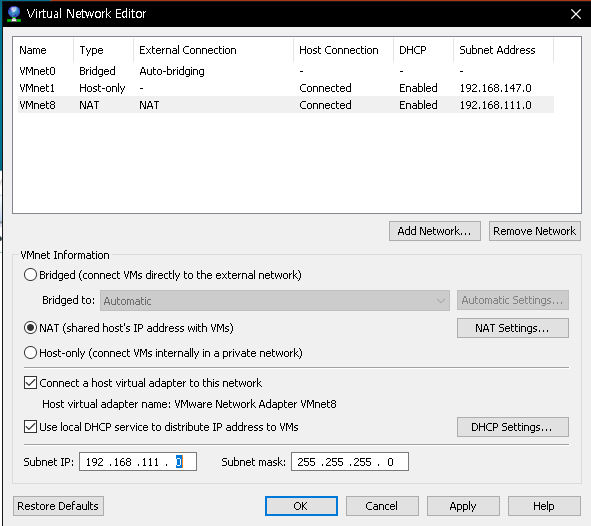 Virtual Network Editor
Name Type External Connection Host Connection DHCP Subnet Address
VMnet0 Bridged Auto-bridging - - -
VMnet1 Host-only - Connected Enabled 192.168.147.0
VMnet8 NAT NAT Connected Enabled 192.168.111.0
Add Network... Remove Network
VMnet Information
Bridged (connect VMs directly to the external network)
Bridged to: Automatic Automatic Settings...
NAT (shared host's IP address with VMs) NAT Settings...
Host-only (connect VMs internally in a private network)
Connect a host virtual adapter to this network
Host virtual adapter name: VMware Network Adapter VMnet8
Use local DHCP service to distribute IP address to VMs DHCP Settings...
Subnet IP: 192 .168 .111 . 0 Subnet mask: 255 .255 .255 . 0
Restore Defaults OK Cancel Apply Help